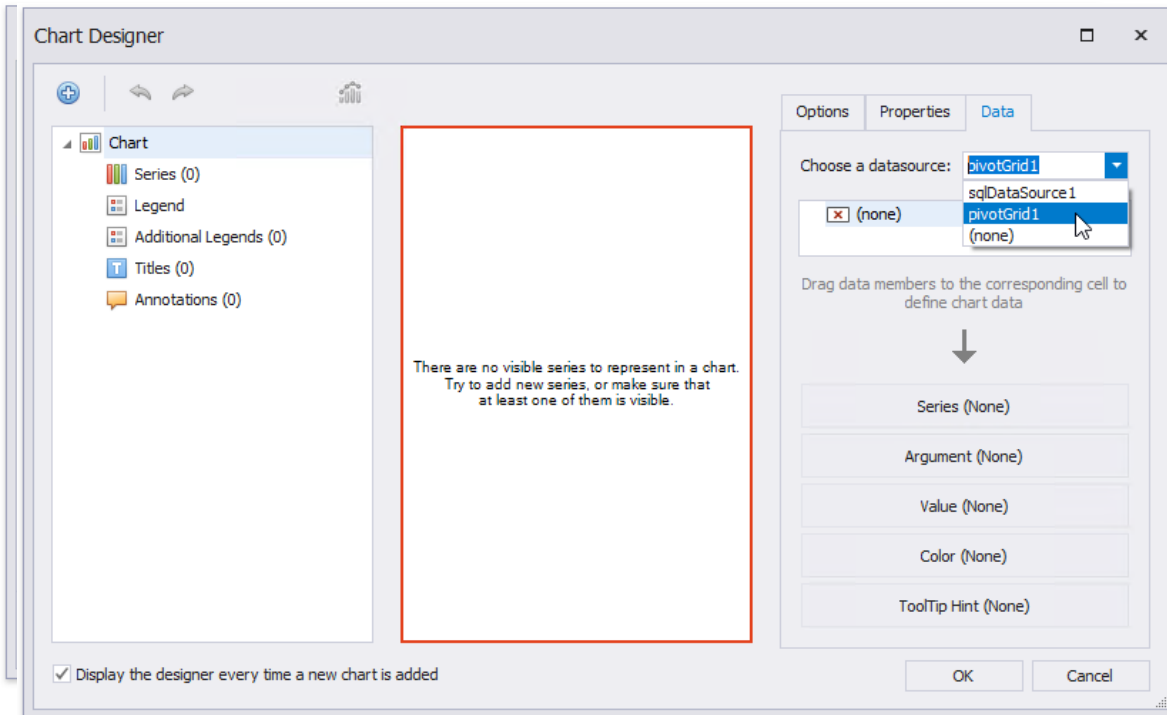 Chart Designer
Chart
Series (0)
Legend
Additional Legends (0)
Titles (0)
Annotations (0)
There are no visible series to represent in a chart.
Try to add new series, or make sure that
at least one of them is visible.
Options
Properties
Data
Choose a datasource:
pivotGrid1
sqlDataSource1
pivotGrid1
(none)
(none)
Drag data members to the corresponding cell to
define chart data
Series (None)
Argument (None)
Value (None)
Color (None)
ToolTip Hint (None)
Display the designer every time a new chart is added
OK
Cancel